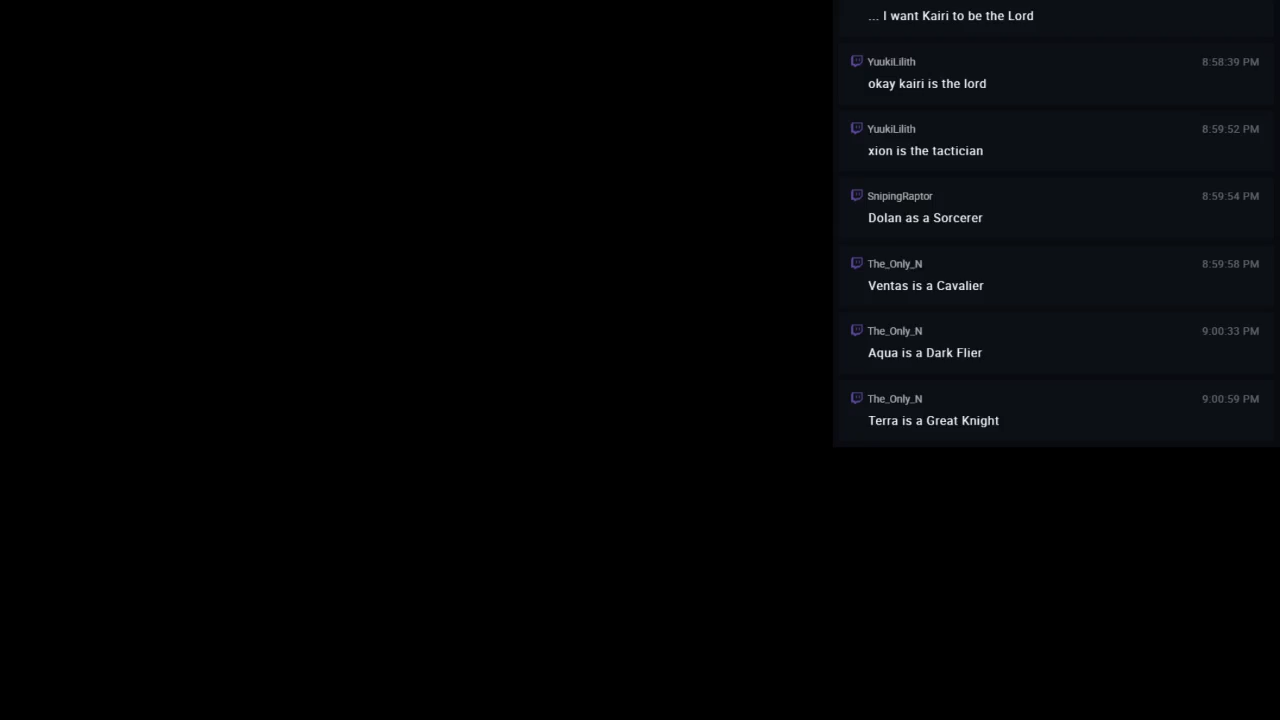 ... I want Kairi to be the Lord
YuukiLilith 8:58:39 PM
okay kairi is the lord
YuukiLilith 8:59:52 PM
xion is the tactician
SnipingRaptor 8:59:54 PM
Dolan as a Sorcerer
The_Only_N 8:59:58 PM
Ventas is a Cavalier
The_Only_N 9:00:33 PM
Aqua is a Dark Flier
The_Only_N 9:00:59 PM
Terra is a Great Knight